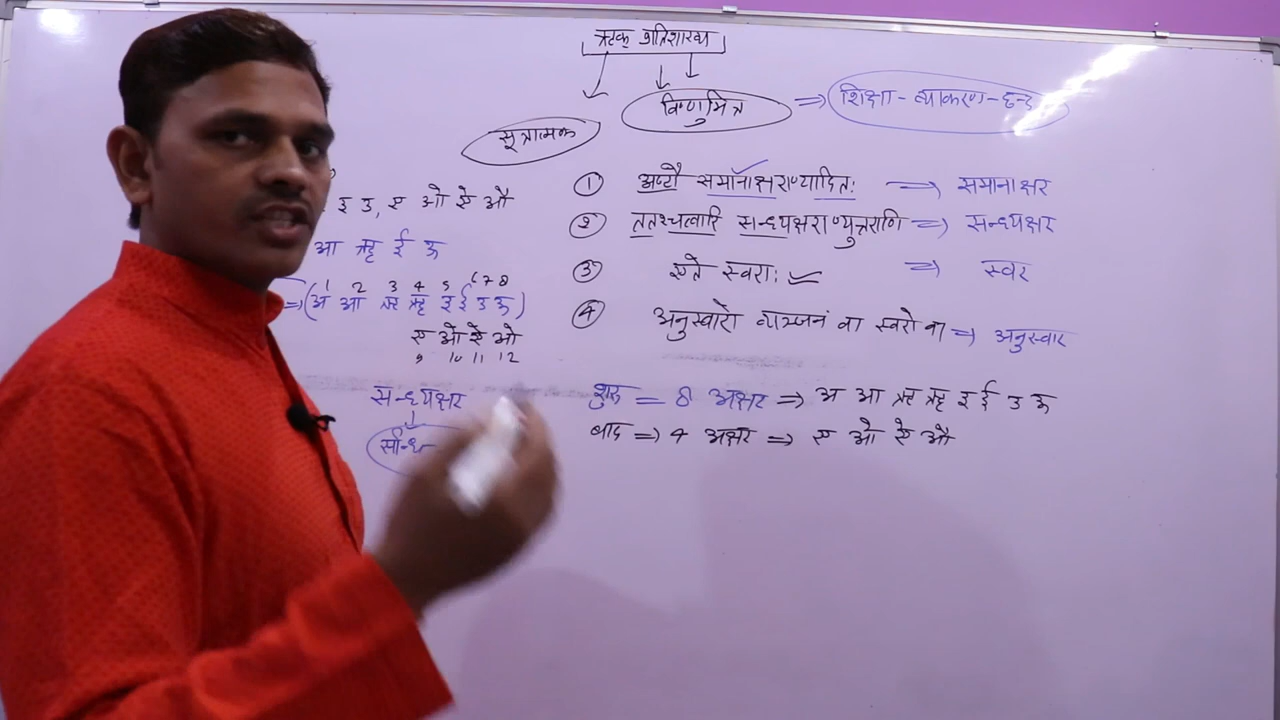 ऋक् प्रातिशाख्य
विष्णुमित्र => शिक्षा - व्याकरण - छन्द
सूत्रात्मक
इ उ, ए ओ ऐ औ
आ ॠ ई ऊ
1 2 3 4 5 6 7 8
=> (अ आ ऋ ॠ इ ई उ ऊ)
ए ओ ऐ औ
9 10 11 12
सन्ध्यक्षर
↓
सन्धि
① अष्टौ समानाक्षराण्यादितः => समानाक्षर
② ततश्चत्वारि सन्ध्यक्षराण्युत्तराणि => सन्ध्यक्षर
③ एते स्वराः => स्वर
④ अनुस्वारो व्यञ्जनं वा स्वरो वा => अनुस्वार
शुरु = 8 अक्षर => अ आ ऋ ॠ इ ई उ ऊ
बाद => 4 अक्षर => ए ओ ऐ औ